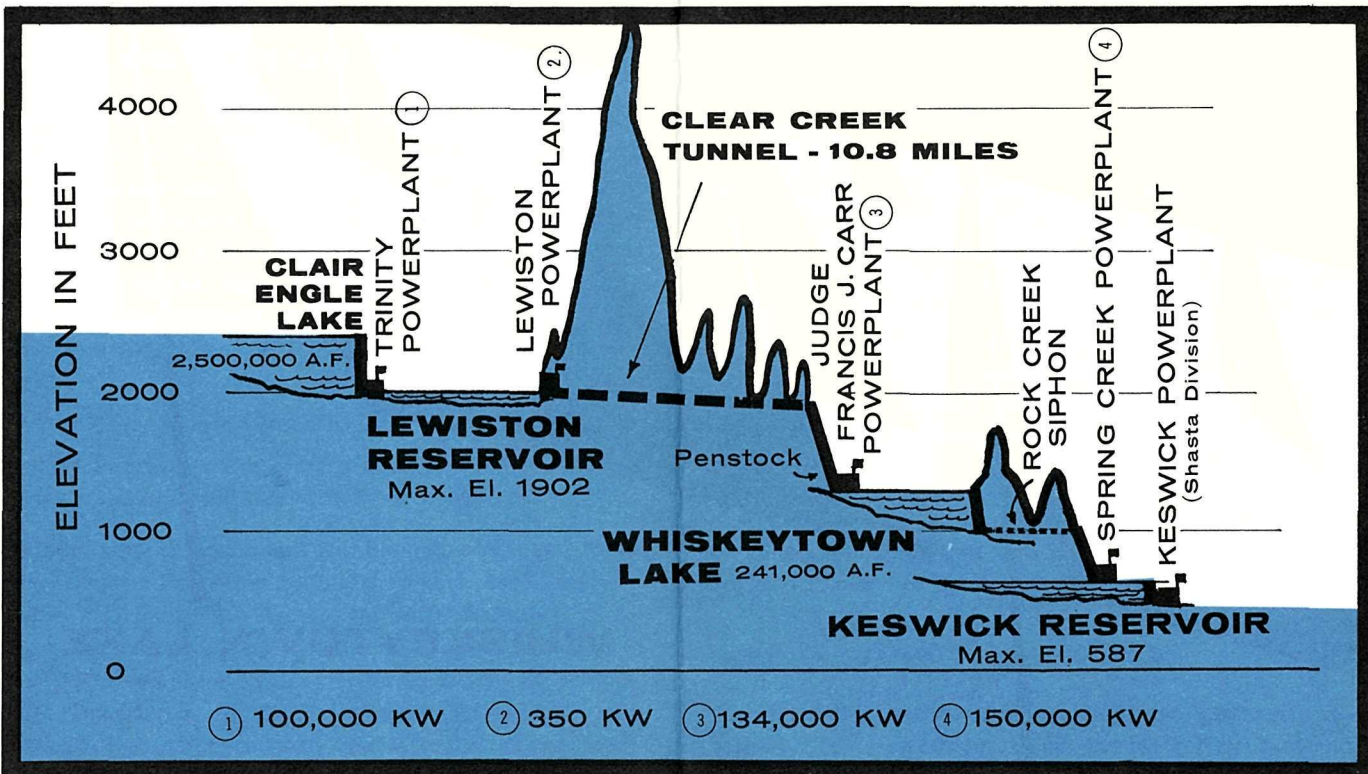 ELEVATION IN FEET
4000
3000
2000
1000
0
CLAIR
ENGLE
LAKE
2,500,000 A.F.
TRINITY
POWERPLANT 1
LEWISTON
POWERPLANT 2.
LEWISTON
RESERVOIR
Max. El. 1902
CLEAR CREEK
TUNNEL - 10.8 MILES
JUDGE
FRANCIS J. CARR
POWERPLANT 3
Penstock
WHISKEYTOWN
LAKE 241,000 A.F.
ROCK CREEK
SIPHON
SPRING CREEK POWERPLANT 4
KESWICK POWERPLANT
(Shasta Division)
KESWICK RESERVOIR
Max. El. 587
1 100,000 KW 2 350 KW 3 134,000 KW 4 150,000 KW